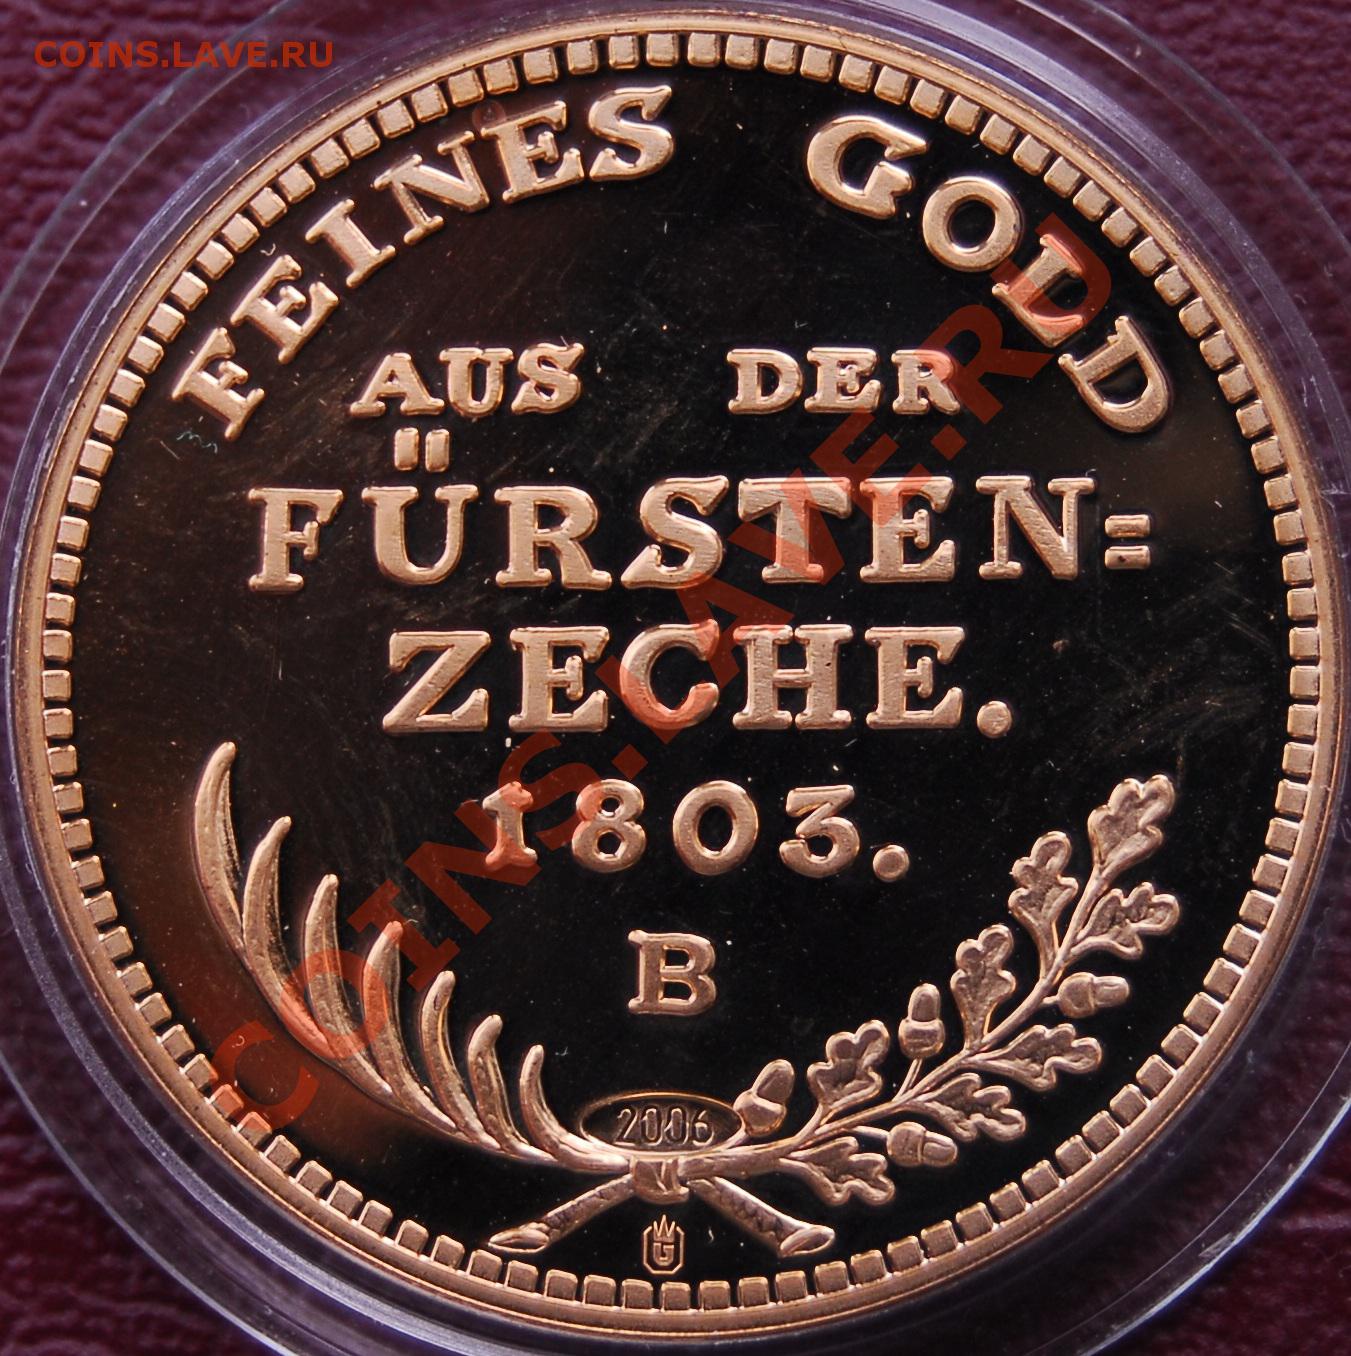 COINS.LAVE.RU
FEINES GOLD
AUS DER
FÜRSTEN=
ZECHE.
1803.
B
2006
COINS.LAVE.RU